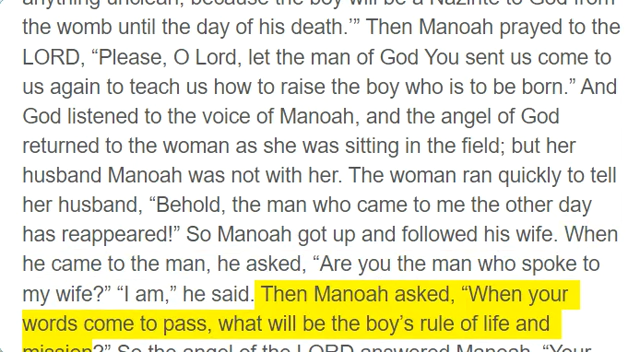 anything unclean, because the boy will be a Nazirite to God from
the womb until the day of his death.’” Then Manoah prayed to the
LORD, “Please, O Lord, let the man of God You sent us come to
us again to teach us how to raise the boy who is to be born.” And
God listened to the voice of Manoah, and the angel of God
returned to the woman as she was sitting in the field; but her
husband Manoah was not with her. The woman ran quickly to tell
her husband, “Behold, the man who came to me the other day
has reappeared!” So Manoah got up and followed his wife. When
he came to the man, he asked, “Are you the man who spoke to
my wife?” “I am,” he said. Then Manoah asked, “When your
words come to pass, what will be the boy’s rule of life and
mission?” So the angel of the LORD answered Manoah, “Your